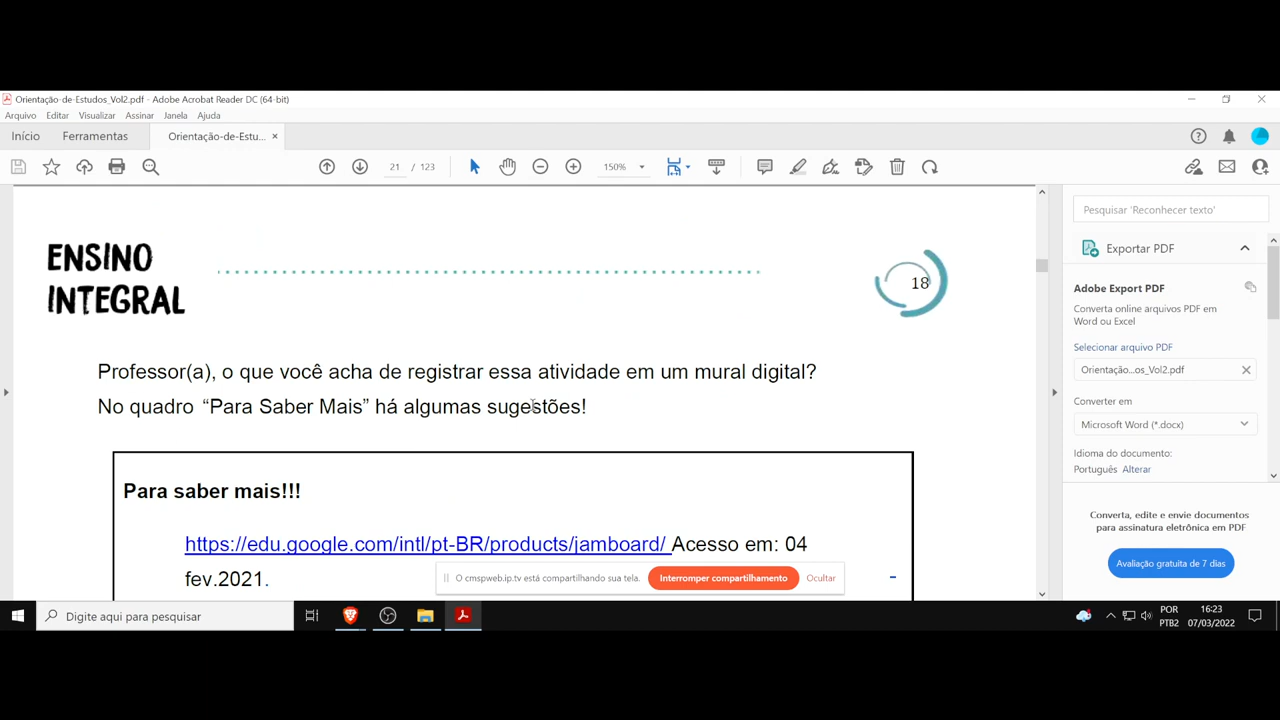 Orientação-de-Estudos_Vol2.pdf - Adobe Acrobat Reader DC (64-bit)
Arquivo Editar Visualizar Assinar Janela Ajuda
Início Ferramentas Orientação-de-Estu... ×
21 / 123 150%
ENSINO
INTEGRAL
18
Professor(a), o que você acha de registrar essa atividade em um mural digital?
No quadro “Para Saber Mais” há algumas sugestões!
Para saber mais!!!
https://edu.google.com/intl/pt-BR/products/jamboard/ Acesso em: 04
fev.2021.
O cmspweb.ip.tv está compartilhando sua tela. Interromper compartilhamento Ocultar
Pesquisar 'Reconhecer texto'
Exportar PDF
Adobe Export PDF
Converta online arquivos PDF em
Word ou Excel
Selecionar arquivo PDF
Orientação...os_Vol2.pdf
Converter em
Microsoft Word (*.docx)
Idioma do documento:
Português Alterar
Converta, edite e envie documentos
para assinatura eletrônica em PDF
Avaliação gratuita de 7 dias
Digite aqui para pesquisar
POR
PTB2
16:23
07/03/2022